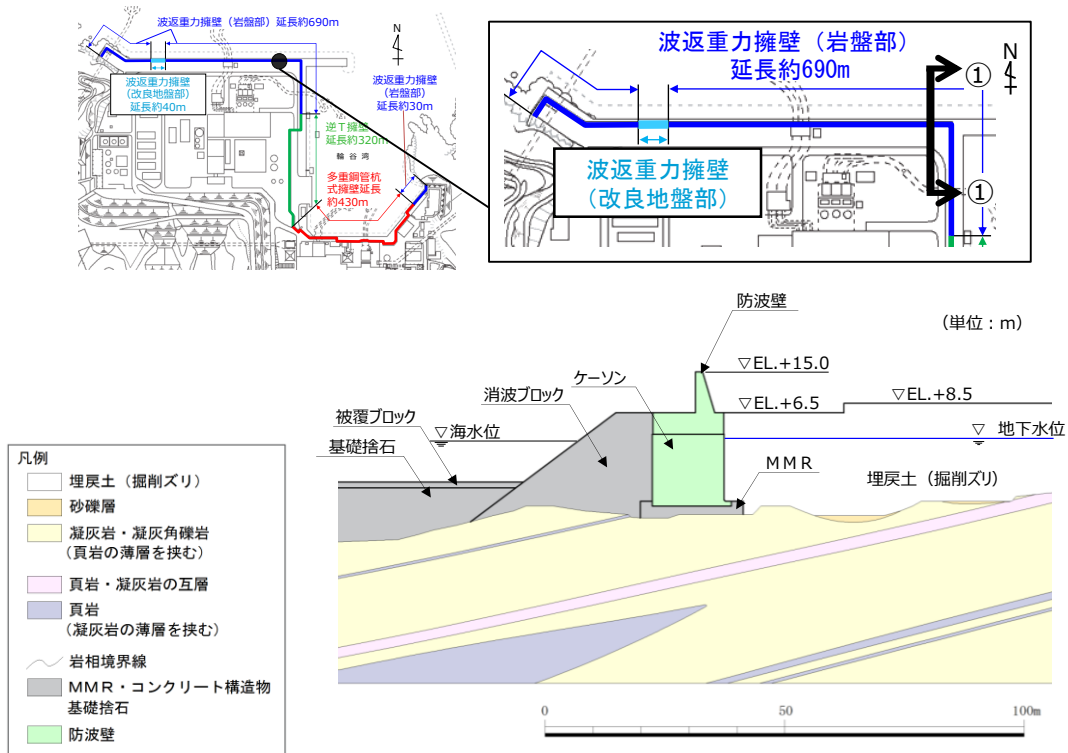 波返重力擁壁（岩盤部）延長約690m
N
波返重力擁壁
（改良地盤部）
延長約40m
波返重力擁壁
（岩盤部）
延長約30m
逆Ｔ擁壁
延長約320m
輪谷湾
多重鋼管杭
式擁壁延長
約430m
波返重力擁壁（岩盤部）
延長約690m
N
①
波返重力擁壁
（改良地盤部）
①
防波壁
（単位：m）
▽EL.+15.0
ケーソン
消波ブロック
▽EL.+8.5
▽EL.+6.5
被覆ブロック
▽海水位
▽ 地下水位
基礎捨石
ＭＭＲ
埋戻土（掘削ズリ）
凡例
埋戻土（掘削ズリ）
砂礫層
凝灰岩・凝灰角礫岩
(頁岩の薄層を挟む)
頁岩・凝灰岩の互層
頁岩
(凝灰岩の薄層を挟む)
岩相境界線
ＭＭＲ・コンクリート構造物
基礎捨石
防波壁
0
50
100m